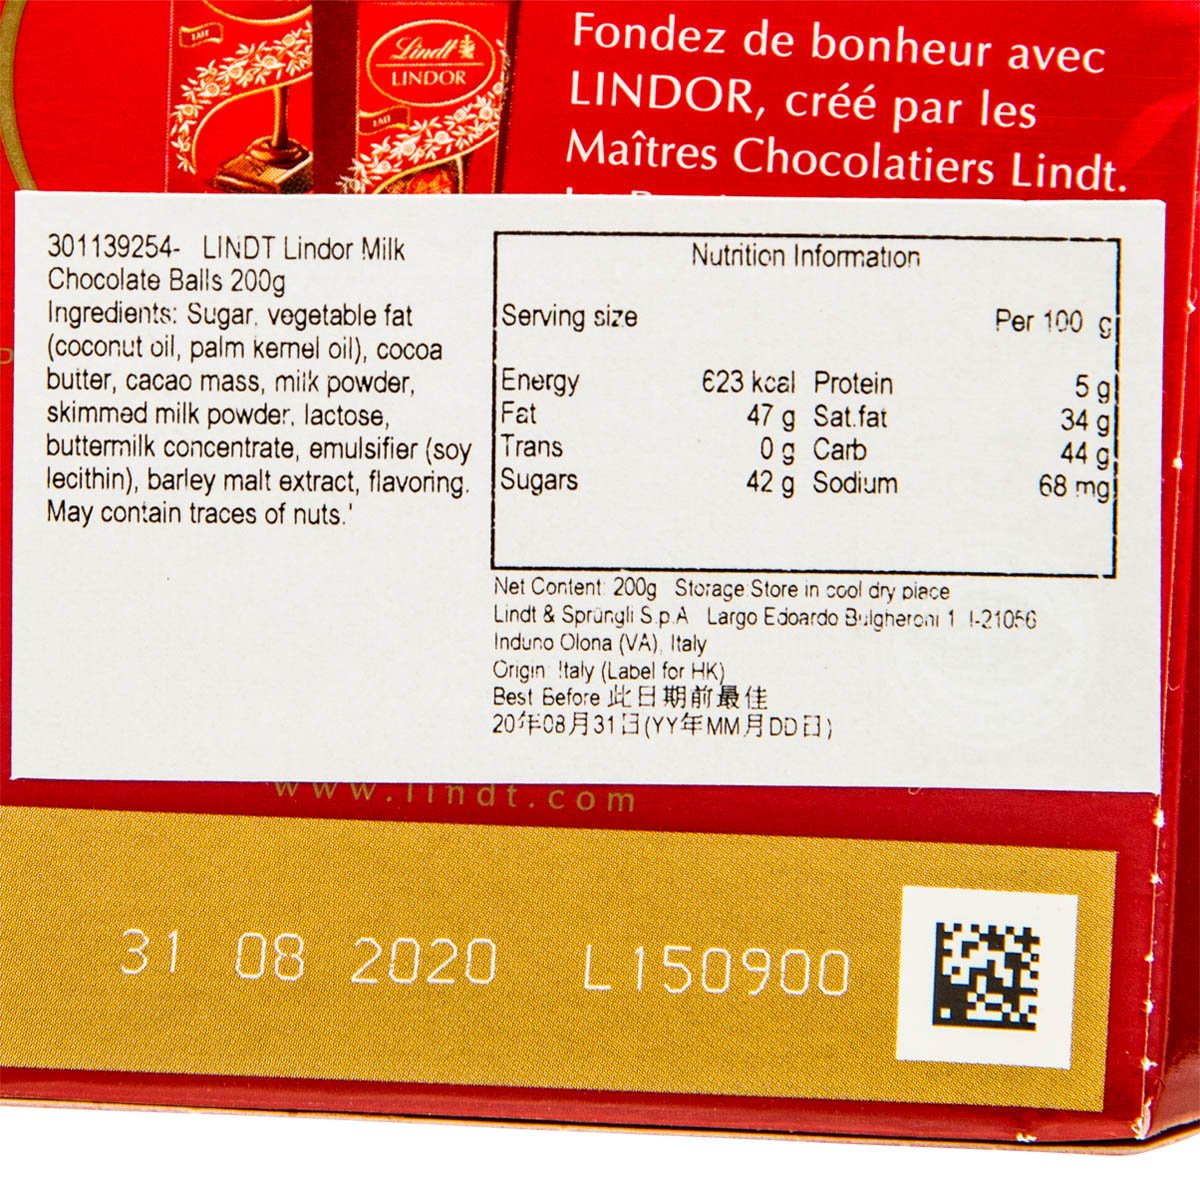 LAIT
Lindt
LINDOR
LAIT
Fondez de bonheur avec
LINDOR, créé par les
Maîtres Chocolatiers Lindt.
301139254- LINDT Lindor Milk
Chocolate Balls 200g
Ingredients: Sugar, vegetable fat
(coconut oil, palm kernel oil), cocoa
butter, cacao mass, milk powder,
skimmed milk powder, lactose,
buttermilk concentrate, emulsifier (soy
lecithin), barley malt extract, flavoring.
May contain traces of nuts.'
Nutrition Information
Serving size Per 100 g
Energy 623 kcal Protein 5 g
Fat 47 g Sat.fat 34 g
Trans 0 g Carb 44 g
Sugars 42 g Sodium 68 mg
Net Content: 200g Storage:Store in cool dry place
Lindt & Sprüngli S.p.A Largo Edoardo Bulgheroni 1 I-21056
Induno Olona (VA), Italy
Origin: Italy (Label for HK)
Best Before 此日期前最佳
20年08月31日(YY年MM月DD日)
www.lindt.com
31 08 2020 L150900